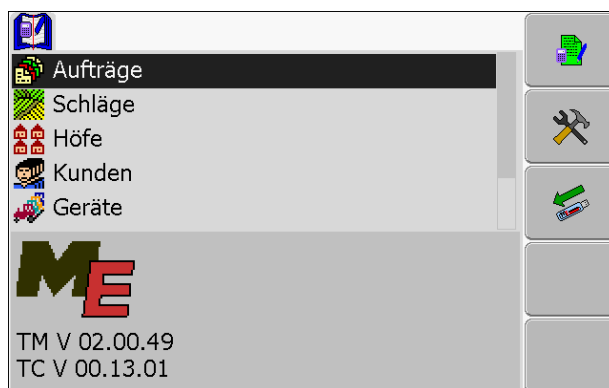 Aufträge
Schläge
Höfe
Kunden
Geräte
ME
TM V 02.00.49
TC V 00.13.01